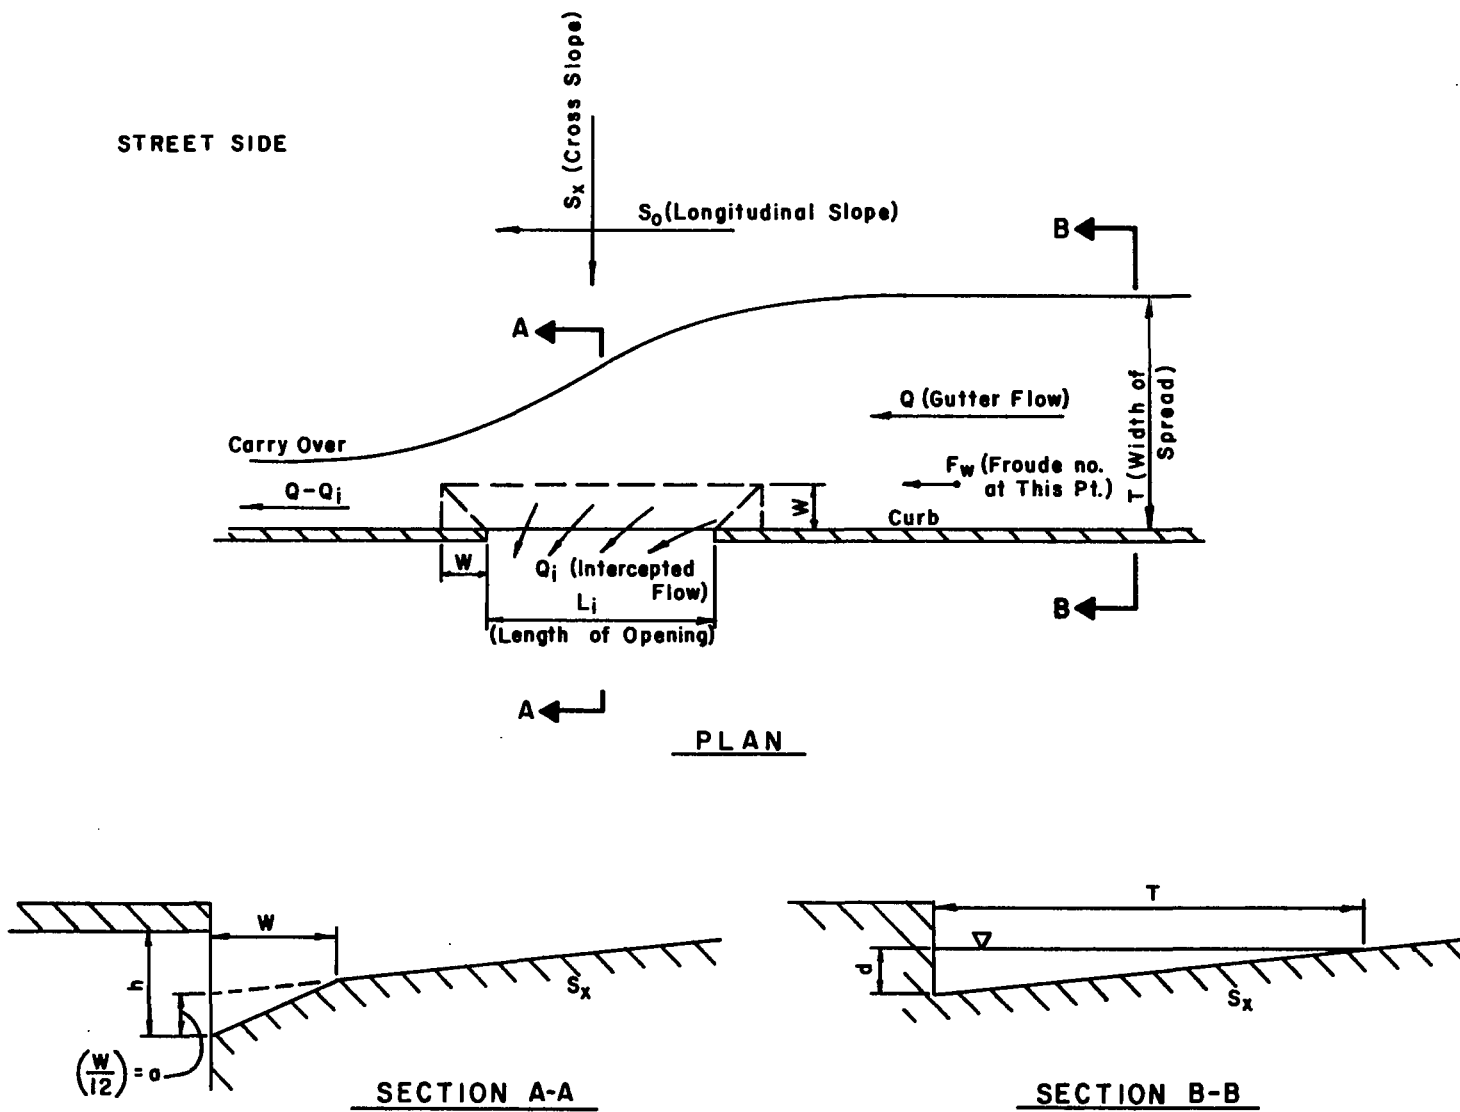 STREET SIDE
Sx (Cross Slope)
So (Longitudinal Slope)
B
A
Q (Gutter Flow)
T (Width of
Spread)
Carry Over
Fw (Froude no.
at This Pt.)
Q-Qi
W
Curb
W
Qi (Intercepted
Flow)
Li
(Length of Opening)
B
A
PLAN
W
h
Sx
(W/12) = a
SECTION A-A
T
d
Sx
SECTION B-B